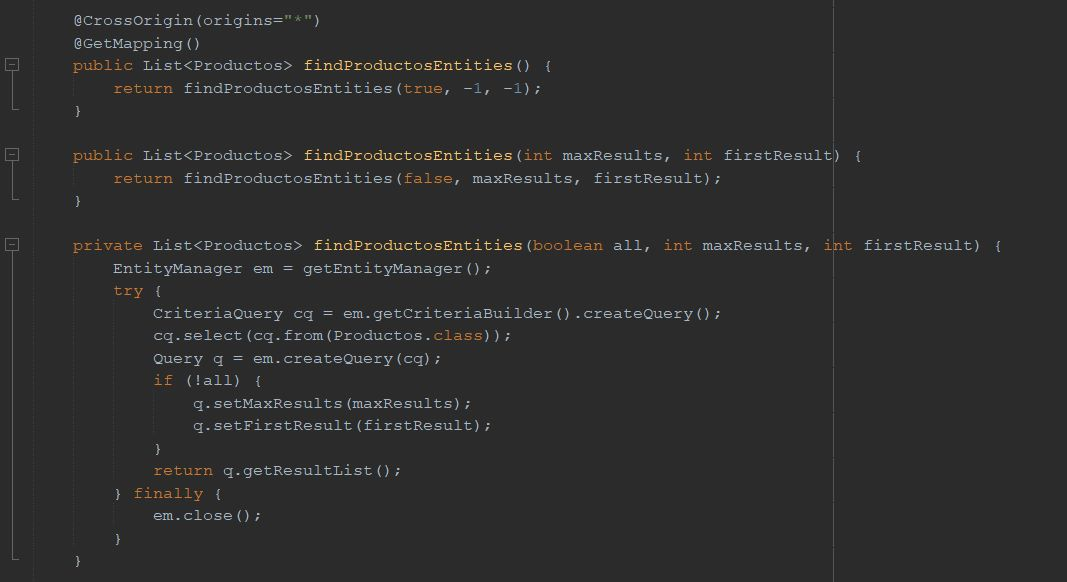 @CrossOrigin(origins="*")
@GetMapping()
public List<Productos> findProductosEntities() {
return findProductosEntities(true, -1, -1);
}
public List<Productos> findProductosEntities(int maxResults, int firstResult) {
return findProductosEntities(false, maxResults, firstResult);
}
private List<Productos> findProductosEntities(boolean all, int maxResults, int firstResult) {
EntityManager em = getEntityManager();
try {
CriteriaQuery cq = em.getCriteriaBuilder().createQuery();
cq.select(cq.from(Productos.class));
Query q = em.createQuery(cq);
if (!all) {
q.setMaxResults(maxResults);
q.setFirstResult(firstResult);
}
return q.getResultList();
} finally {
em.close();
}
}